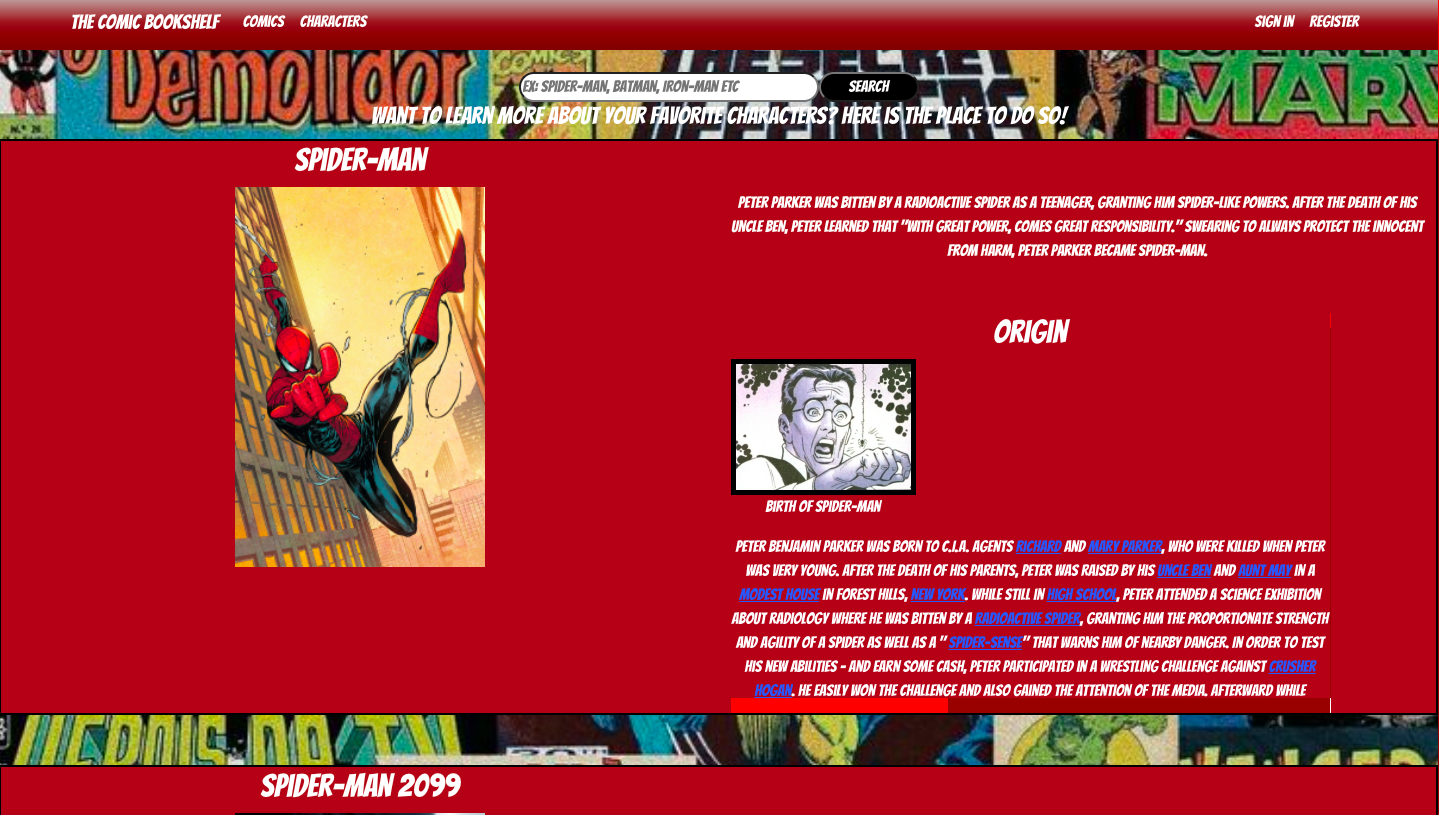 THE COMIC BOOKSHELF COMICS CHARACTERS SIGN IN REGISTER
Demolidor
COMICS
EX: SPIDER-MAN, BATMAN, IRON-MAN ETC SEARCH
WANT TO LEARN MORE ABOUT YOUR FAVORITE CHARACTERS? HERE IS THE PLACE TO DO SO!
SPIDER-MAN
PETER PARKER WAS BITTEN BY A RADIOACTIVE SPIDER AS A TEENAGER, GRANTING HIM SPIDER-LIKE POWERS. AFTER THE DEATH OF HIS
UNCLE BEN, PETER LEARNED THAT "WITH GREAT POWER, COMES GREAT RESPONSIBILITY." SWEARING TO ALWAYS PROTECT THE INNOCENT
FROM HARM, PETER PARKER BECAME SPIDER-MAN.
ORIGIN
BIRTH OF SPIDER-MAN
PETER BENJAMIN PARKER WAS BORN TO C.I.A. AGENTS RICHARD AND MARY PARKER, WHO WERE KILLED WHEN PETER
WAS VERY YOUNG. AFTER THE DEATH OF HIS PARENTS, PETER WAS RAISED BY HIS UNCLE BEN AND AUNT MAY IN A
MODEST HOUSE IN FOREST HILLS, NEW YORK. WHILE STILL IN HIGH SCHOOL, PETER ATTENDED A SCIENCE EXHIBITION
ABOUT RADIOLOGY WHERE HE WAS BITTEN BY A RADIOACTIVE SPIDER, GRANTING HIM THE PROPORTIONATE STRENGTH
AND AGILITY OF A SPIDER AS WELL AS A " SPIDER-SENSE" THAT WARNS HIM OF NEARBY DANGER. IN ORDER TO TEST
HIS NEW ABILITIES - AND EARN SOME CASH, PETER PARTICIPATED IN A WRESTLING CHALLENGE AGAINST CRUSHER
HOGAN. HE EASILY WON THE CHALLENGE AND ALSO GAINED THE ATTENTION OF THE MEDIA. AFTERWARD WHILE
HERÓIS DA TV
SPIDER-MAN 2099